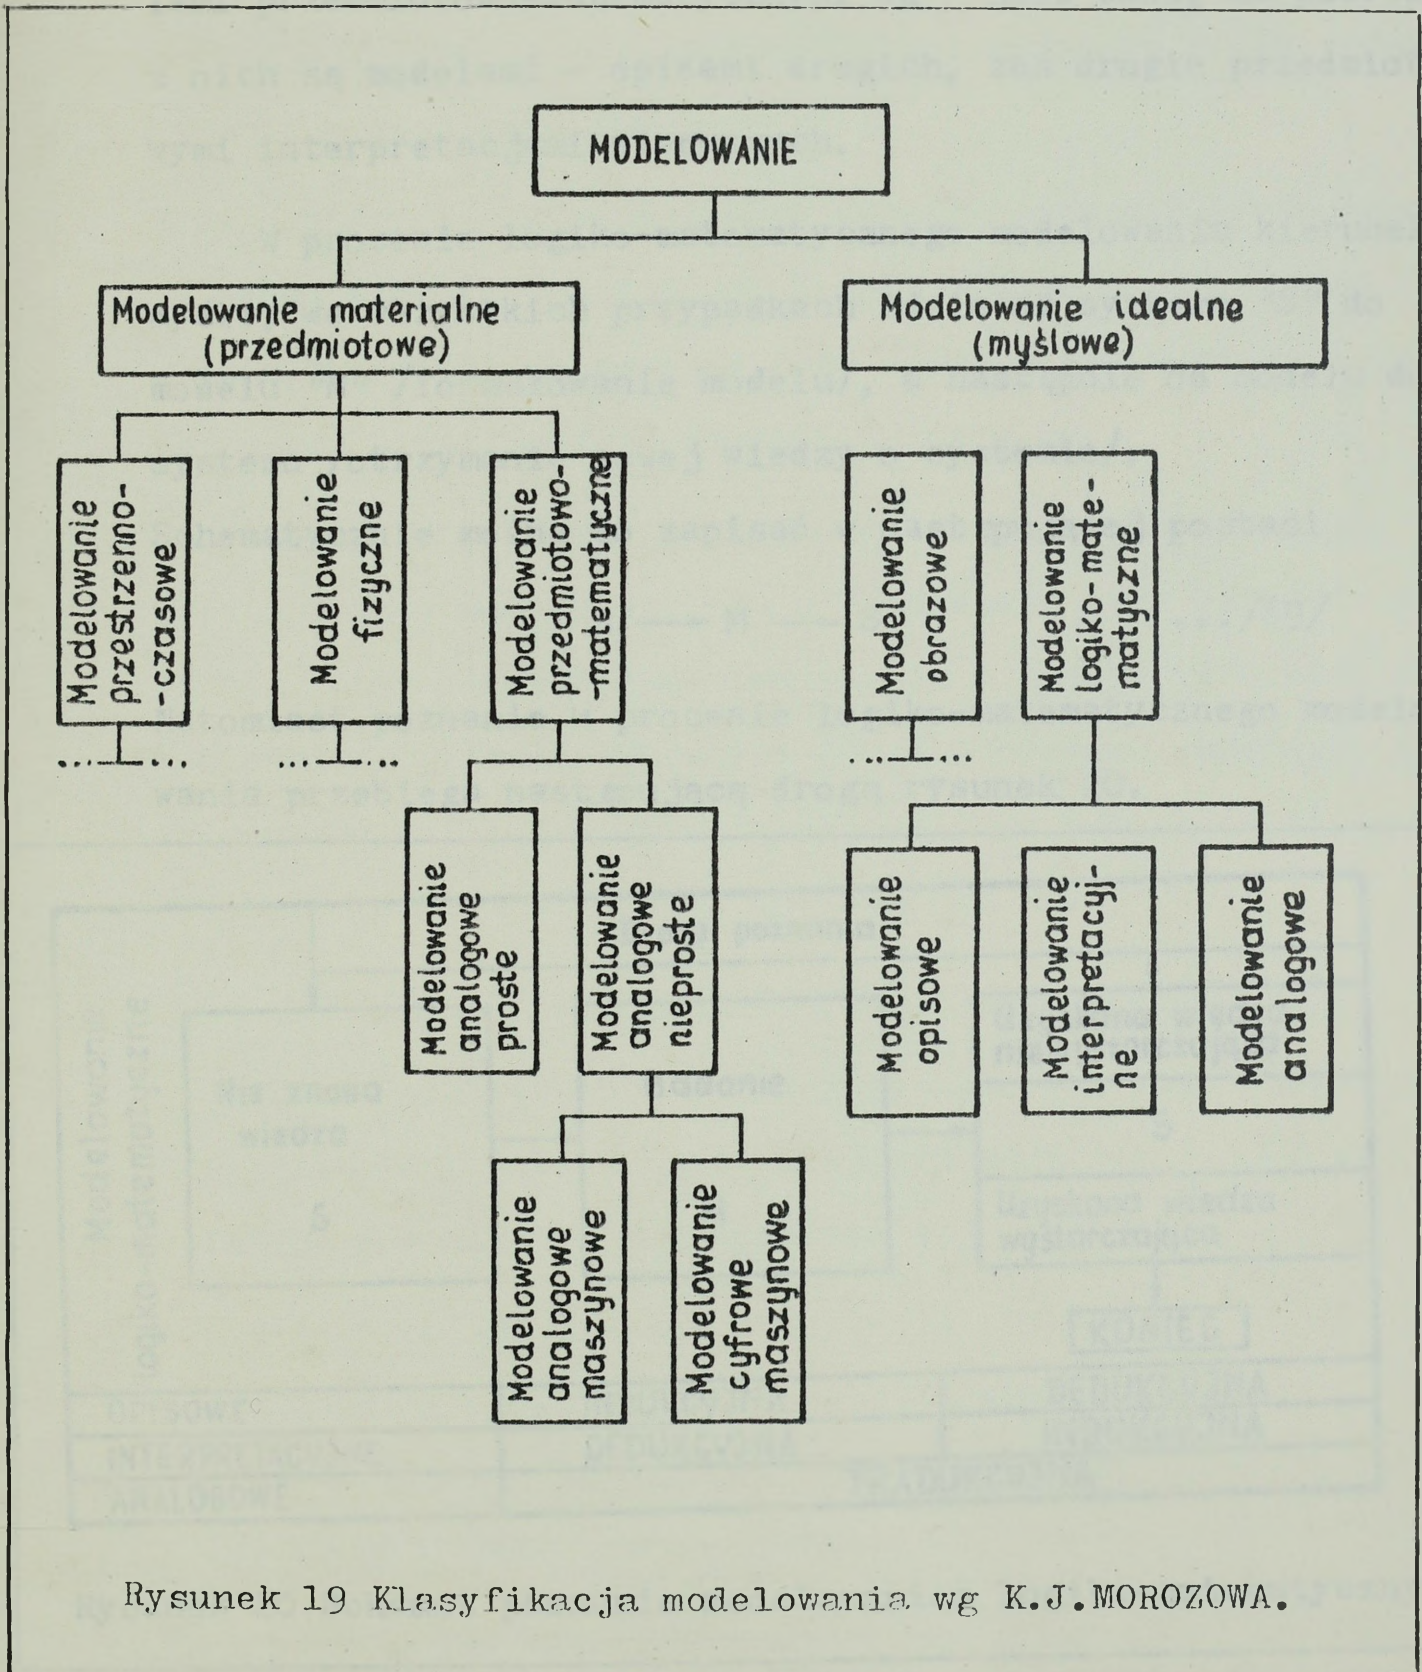 MODELOWANIE
Modelowanie materialne
(przedmiotowe)
Modelowanie idealne
(myślowe)
Modelowanie
przestrzenno-
-czasowe
Modelowanie
fizyczne
Modelowanie
przedmiotowo-
-matematyczne
Modelowanie
obrazowe
Modelowanie
logiko-mate-
matyczne
Modelowanie
analogowe
proste
Modelowanie
analogowe
nieproste
Modelowanie
opisowe
Modelowanie
interpretacyj-
ne
Modelowanie
analogowe
Modelowanie
analogowe
maszynowe
Modelowanie
cyfrowe
maszynowe
Rysunek 19 Klasyfikacja modelowania wg K.J.MOROZOWA.